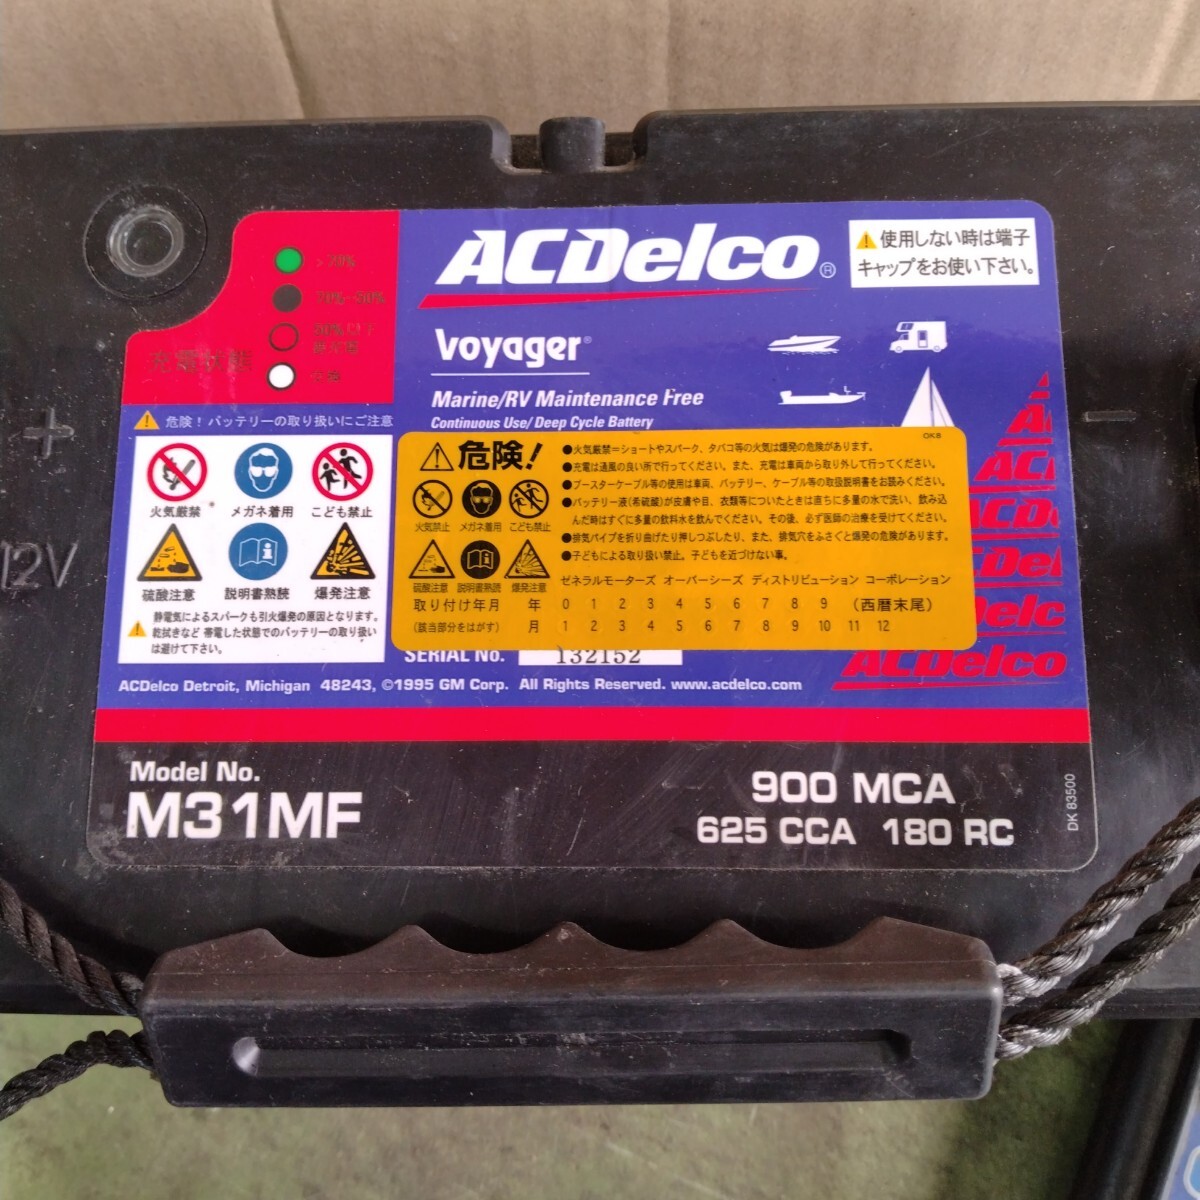 >70%
充電状態
ACDelco®
使用しない時は端子
キャップをお使い下さい。
Voyager®
Marine/RV Maintenance Free
Continuous Use/Deep Cycle Battery
+
12V
−
危険！バッテリーの取り扱いにご注意
火気厳禁 メガネ着用 こども禁止
硫酸注意 説明書熟読 爆発注意
静電気によるスパークも引火爆発の原因となります。
乾拭きなど 帯電した状態でのバッテリーの取り扱い
は避けて下さい。
OK8
危険！
火気禁止 メガネ着用 こども禁止
硫酸注意 説明書熟読 爆発注意
●火気厳禁＝ショートやスパーク、タバコ等の火気は爆発の危険があります。
●充電は通風の良い所で行ってください。また、充電は車両から取り外して行ってください。
●ブースターケーブル等の使用は車両、バッテリー、ケーブル等の取扱説明書をお読みください。
●バッテリー液(希硫酸)が皮膚や目、衣類等についたときは直ちに多量の水で洗い、飲み込
んだ時はすぐに多量の飲料水を飲んでください。その後、必ず医師の治療を受けてください。
●排気パイプを折り曲げたり押しつぶしたり、また、排気穴をふさぐと爆発の危険があります。
●子どもによる取り扱い禁止。子どもを近づけない事。
ゼネラルモーターズ オーバーシーズ ディストリビューション コーポレーション
取り付け年月 年 0 1 2 3 4 5 6 7 8 9 (西暦末尾)
(該当部分をはがす) 月 1 2 3 4 5 6 7 8 9 10 11 12
SERIAL No. 132152
A
ACI
ACD
CDel
Delc
ACDelco
ACDelco Detroit, Michigan 48243, ©1995 GM Corp. All Rights Reserved. www.acdelco.com
Model No.
M31MF
900 MCA
625 CCA 180 RC
DK 83500